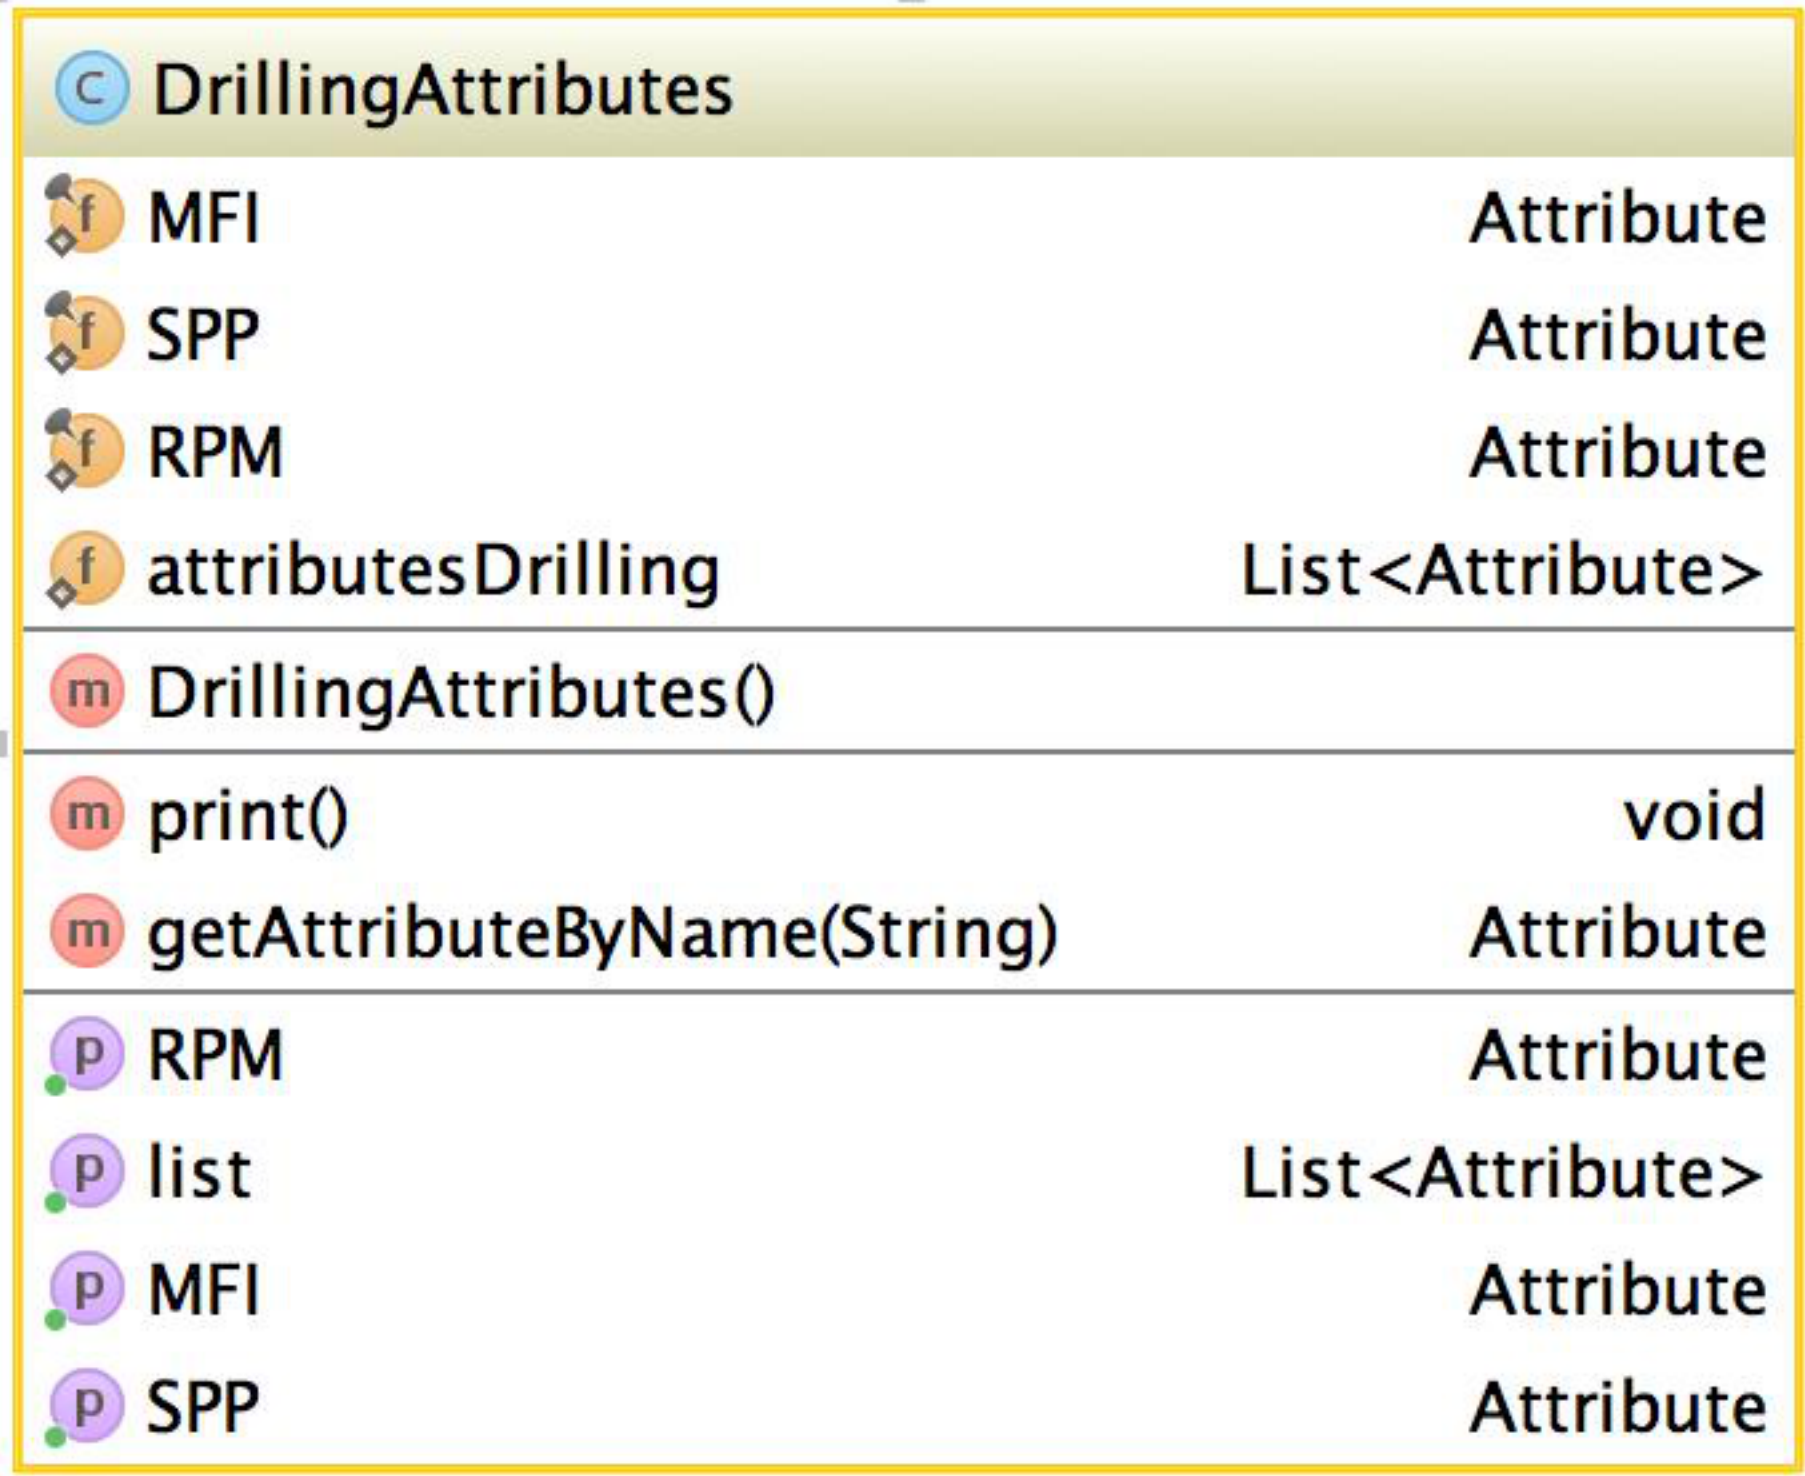 C DrillingAttributes
f MFI Attribute
f SPP Attribute
f RPM Attribute
f attributesDrilling List<Attribute>
m DrillingAttributes()
m print() void
m getAttributeByName(String) Attribute
p RPM Attribute
p list List<Attribute>
p MFI Attribute
p SPP Attribute